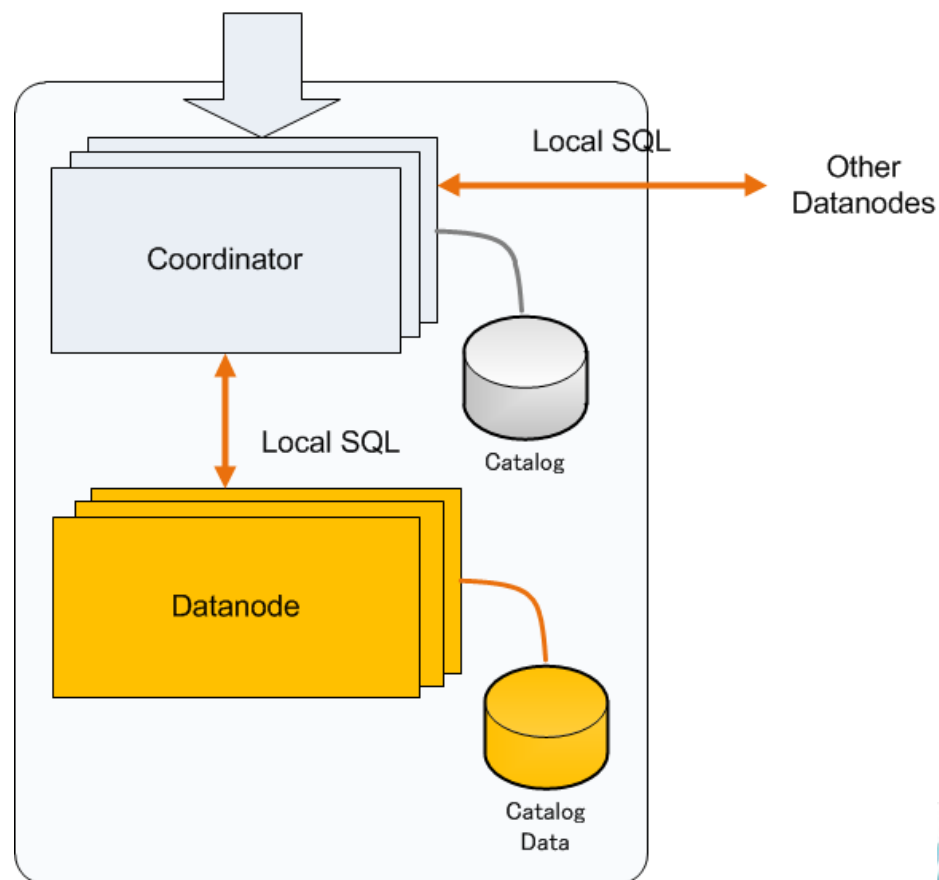 Local SQL
Other
Datanodes
Coordinator
Catalog
Local SQL
Datanode
Catalog
Data